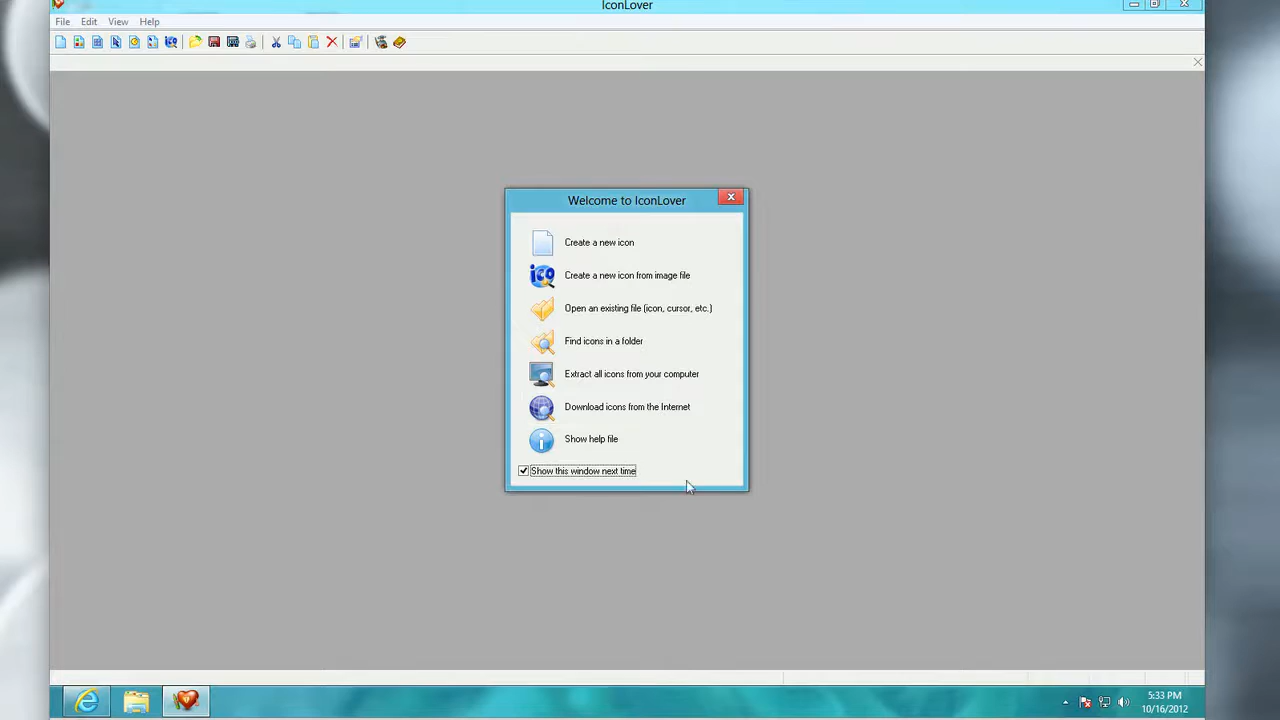 IconLover
File Edit View Help
Welcome to IconLover
Create a new icon
ico
Create a new icon from image file
Open an existing file (icon, cursor, etc.)
Find icons in a folder
Extract all icons from your computer
Download icons from the Internet
Show help file
Show this window next time
5:33 PM
10/16/2012